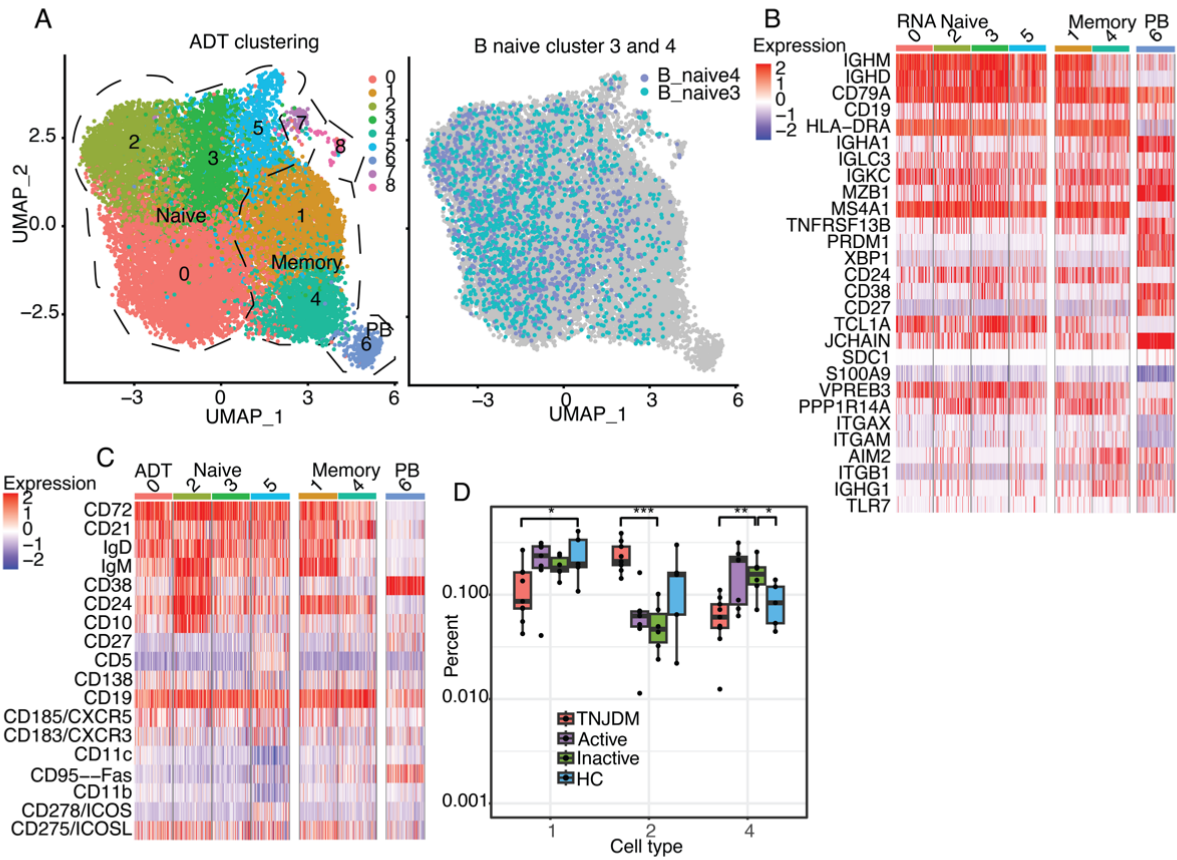 A
ADT clustering
2
3
5
7
8
Naive
1
0
Memory
4
PB
6
0
1
2
3
4
5
6
7
8
UMAP_2
2.5
0.0
−2.5
−3
0
3
6
UMAP_1
B naive cluster 3 and 4
B_naive4
B_naive3
−3
0
3
6
UMAP_1
B
Expression
2
1
0
−1
−2
RNA Naive
Memory
PB
0
2
3
5
1
4
6
IGHM
IGHD
CD79A
CD19
HLA−DRA
IGHA1
IGLC3
IGKC
MZB1
MS4A1
TNFRSF13B
PRDM1
XBP1
CD24
CD38
CD27
TCL1A
JCHAIN
SDC1
S100A9
VPREB3
PPP1R14A
ITGAX
ITGAM
AIM2
ITGB1
IGHG1
TLR7
C
Expression
2
1
0
−1
−2
ADT Naive
Memory
PB
0
2
3
5
1
4
6
CD72
CD21
IgD
IgM
CD38
CD24
CD10
CD27
CD5
CD138
CD19
CD185/CXCR5
CD183/CXCR3
CD11c
CD95−−Fas
CD11b
CD278/ICOS
CD275/ICOSL
D
*
***
**
*
Percent
0.100
0.010
0.001
TNJDM
Active
Inactive
HC
1
2
4
Cell type